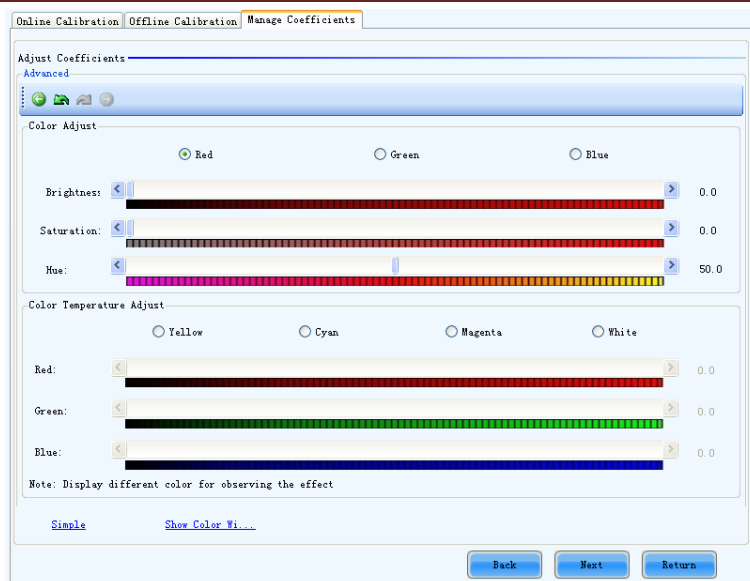 Online Calibration Offline Calibration Manage Coefficients
Adjust Coefficients
Advanced
Color Adjust
Red Green Blue
Brightness 0.0
Saturation: 0.0
Hue: 50.0
Color Temperature Adjust
Yellow Cyan Magenta White
Red: 0.0
Green: 0.0
Blue: 0.0
Note: Display different color for observing the effect
Simple Show Color Wi...
Back Next Return